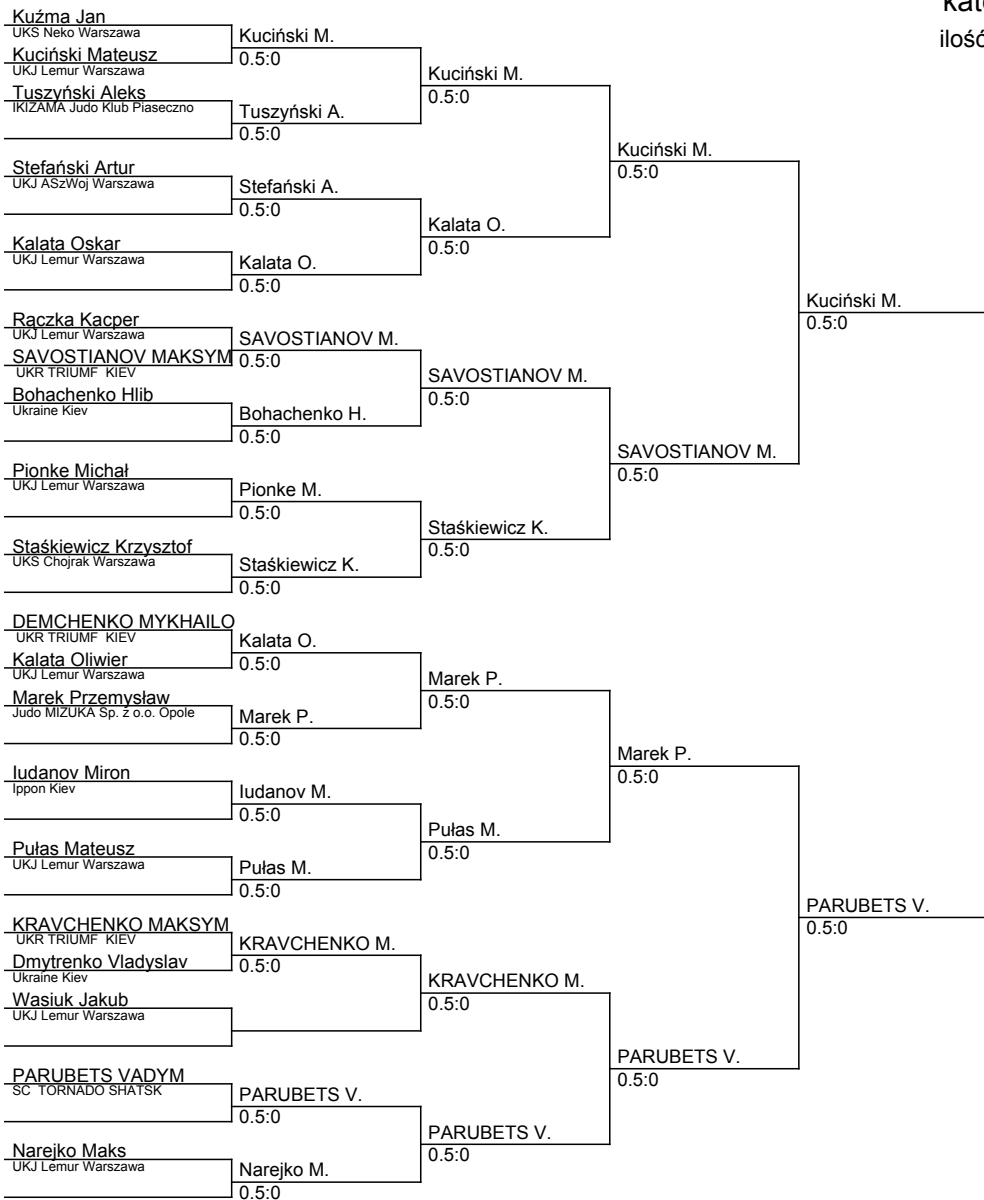 kat
ilość
Kuźma Jan
UKS Neko Warszawa
Kuciński M.
0.5:0
Kuciński Mateusz
UKJ Lemur Warszawa
Kuciński M.
0.5:0
Tuszyński Aleks
IKIZAMA Judo Klub Piaseczno
Tuszyński A.
0.5:0
Kuciński M.
0.5:0
Stefański Artur
UKJ ASzWoj Warszawa
Stefański A.
0.5:0
Kalata O.
0.5:0
Kalata Oskar
UKJ Lemur Warszawa
Kalata O.
0.5:0
Kuciński M.
0.5:0
Rączka Kacper
UKJ Lemur Warszawa
SAVOSTIANOV M.
0.5:0
SAVOSTIANOV MAKSYM
UKR TRIUMF KIEV
SAVOSTIANOV M.
0.5:0
Bohachenko Hlib
Ukraine Kiev
Bohachenko H.
0.5:0
SAVOSTIANOV M.
0.5:0
Pionke Michał
UKJ Lemur Warszawa
Pionke M.
0.5:0
Staśkiewicz K.
0.5:0
Staśkiewicz Krzysztof
UKS Chojrak Warszawa
Staśkiewicz K.
0.5:0
DEMCHENKO MYKHAILO
UKR TRIUMF KIEV
Kalata O.
0.5:0
Kalata Oliwier
UKJ Lemur Warszawa
Marek P.
0.5:0
Marek Przemysław
Judo MIZUKA Sp. z o.o. Opole
Marek P.
0.5:0
Marek P.
0.5:0
Iudanov Miron
Ippon Kiev
Iudanov M.
0.5:0
Pułas M.
0.5:0
Pułas Mateusz
UKJ Lemur Warszawa
Pułas M.
0.5:0
PARUBETS V.
0.5:0
KRAVCHENKO MAKSYM
UKR TRIUMF KIEV
KRAVCHENKO M.
0.5:0
Dmytrenko Vladyslav
Ukraine Kiev
KRAVCHENKO M.
0.5:0
Wasiuk Jakub
UKJ Lemur Warszawa
PARUBETS V.
0.5:0
PARUBETS VADYM
SC TORNADO SHATSK
PARUBETS V.
0.5:0
PARUBETS V.
0.5:0
Narejko Maks
UKJ Lemur Warszawa
Narejko M.
0.5:0